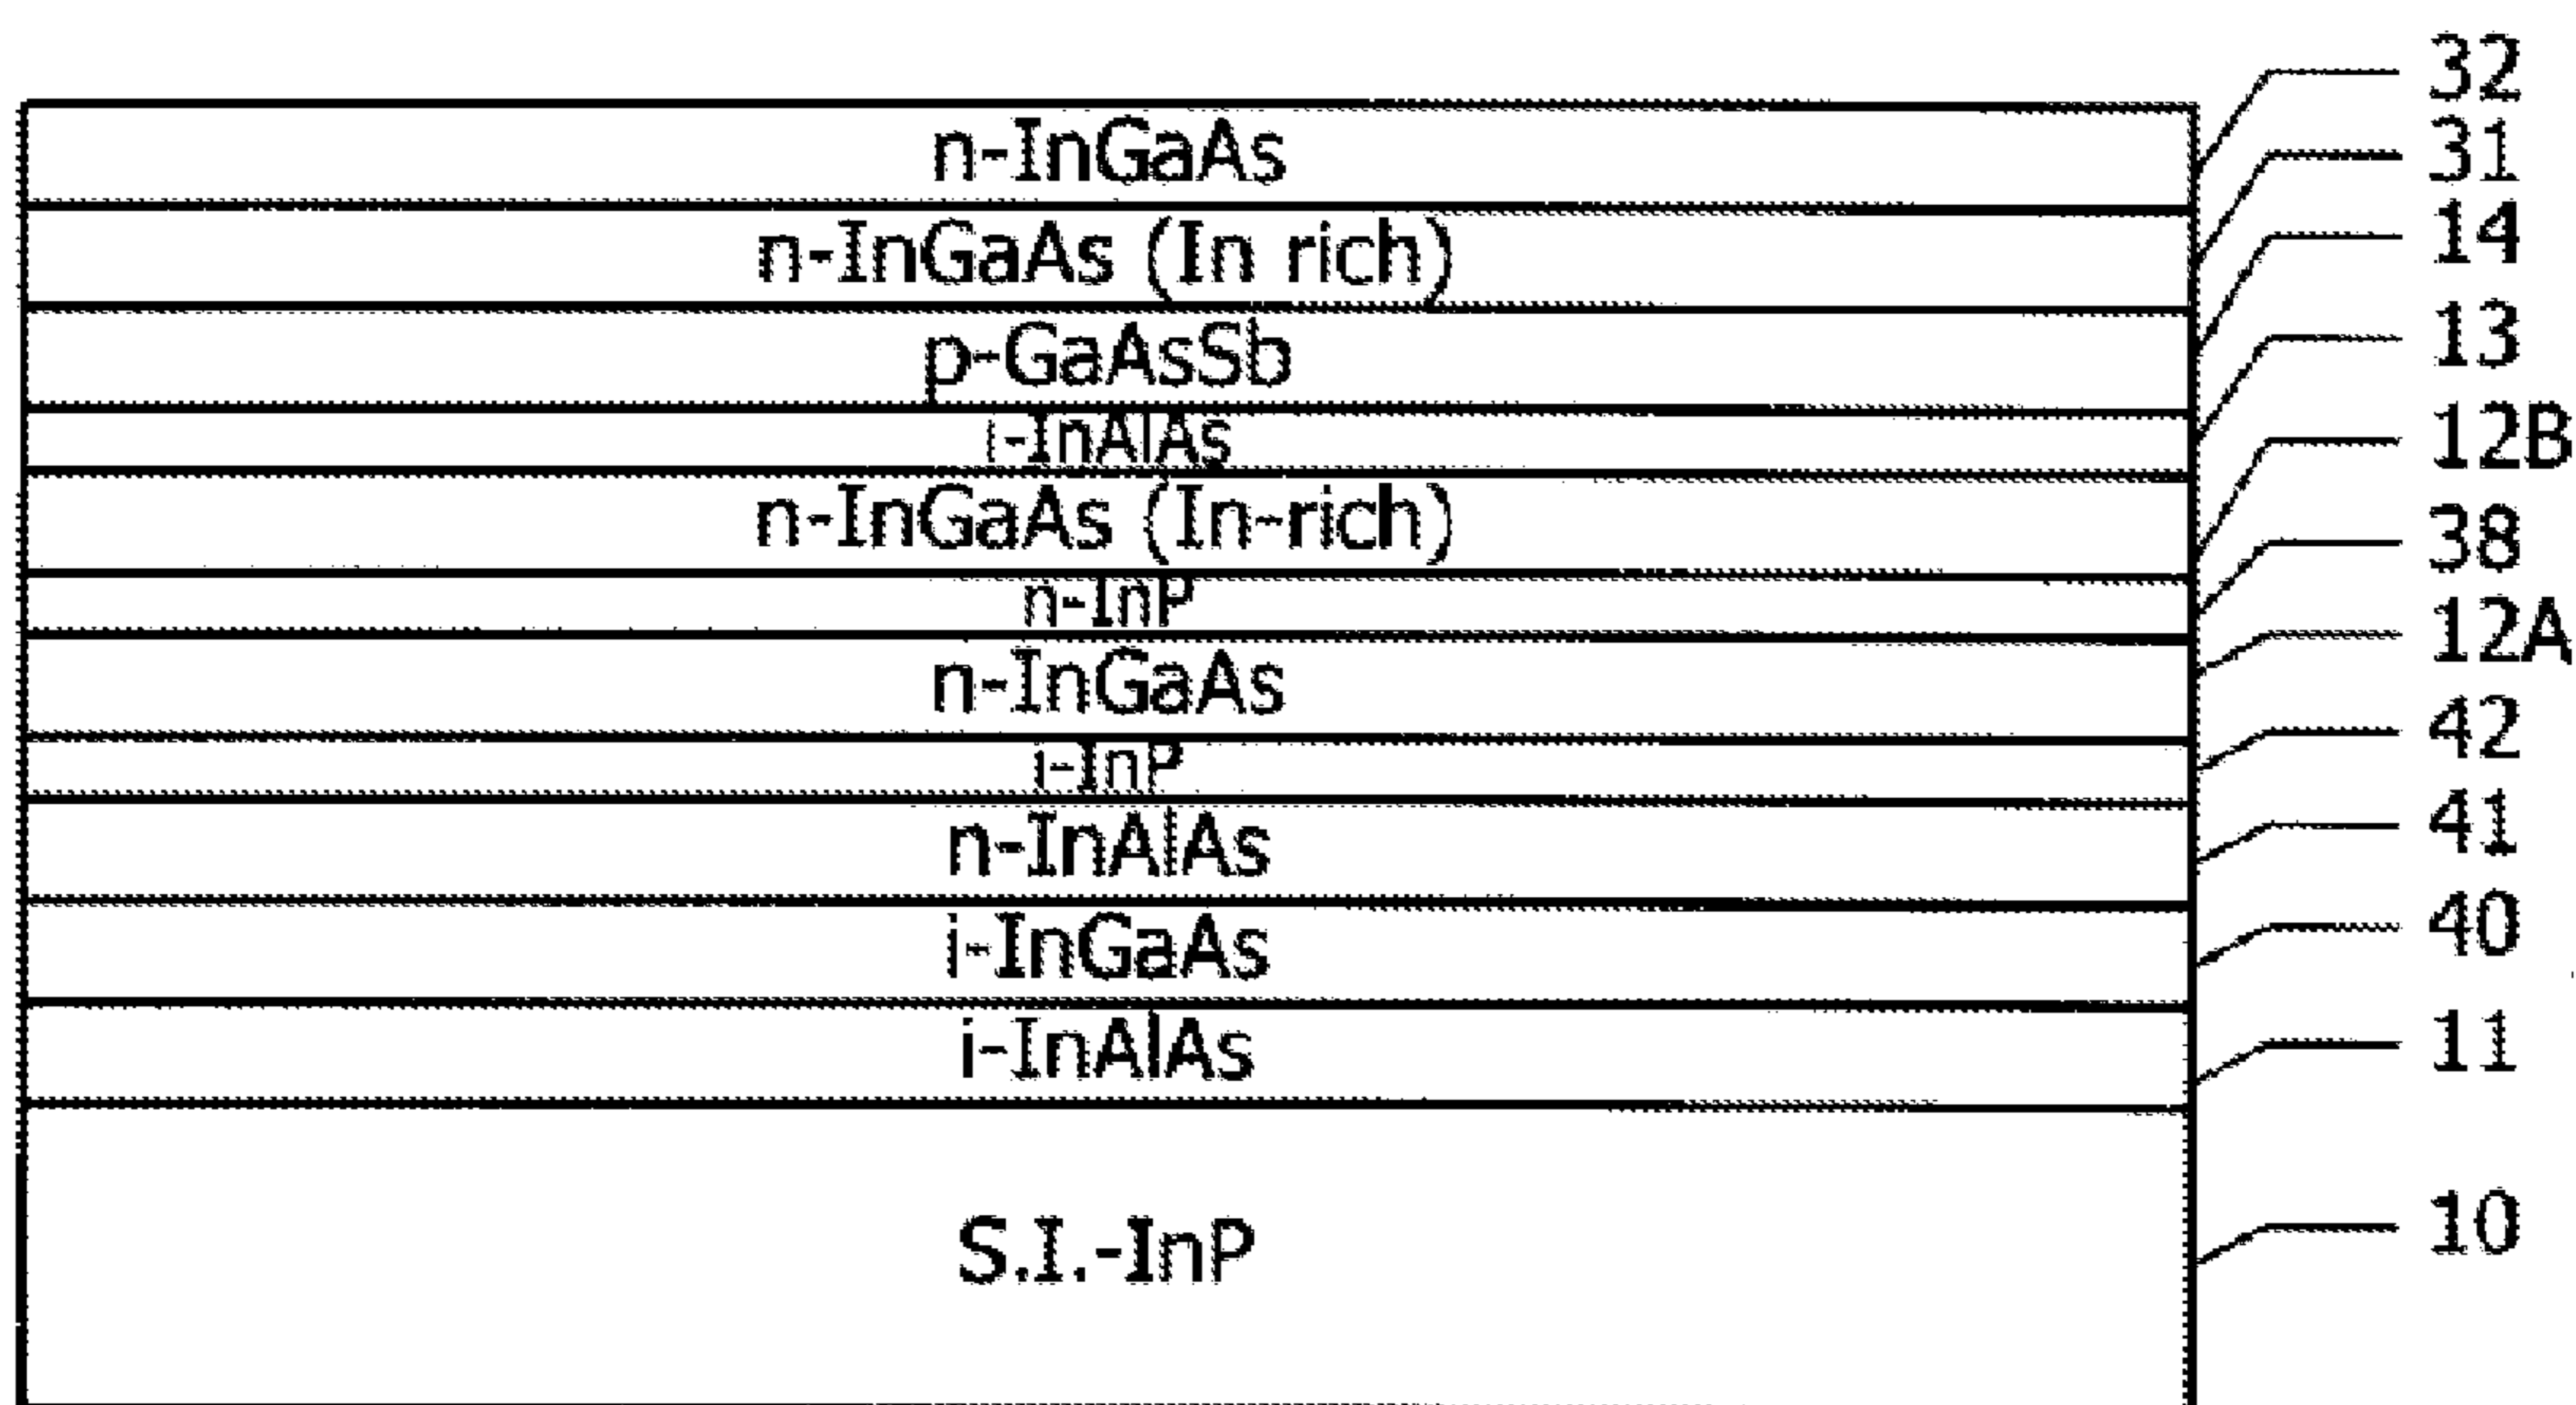 32
n-InGaAs
31
n-InGaAs (In rich)
14
p-GaAsSb
13
i-InAlAs
12B
n-InGaAs (In-rich)
38
n-InP
12A
n-InGaAs
42
i-InP
41
n-InAlAs
40
i-InGaAs
11
i-InAlAs
10
S.I.-InP